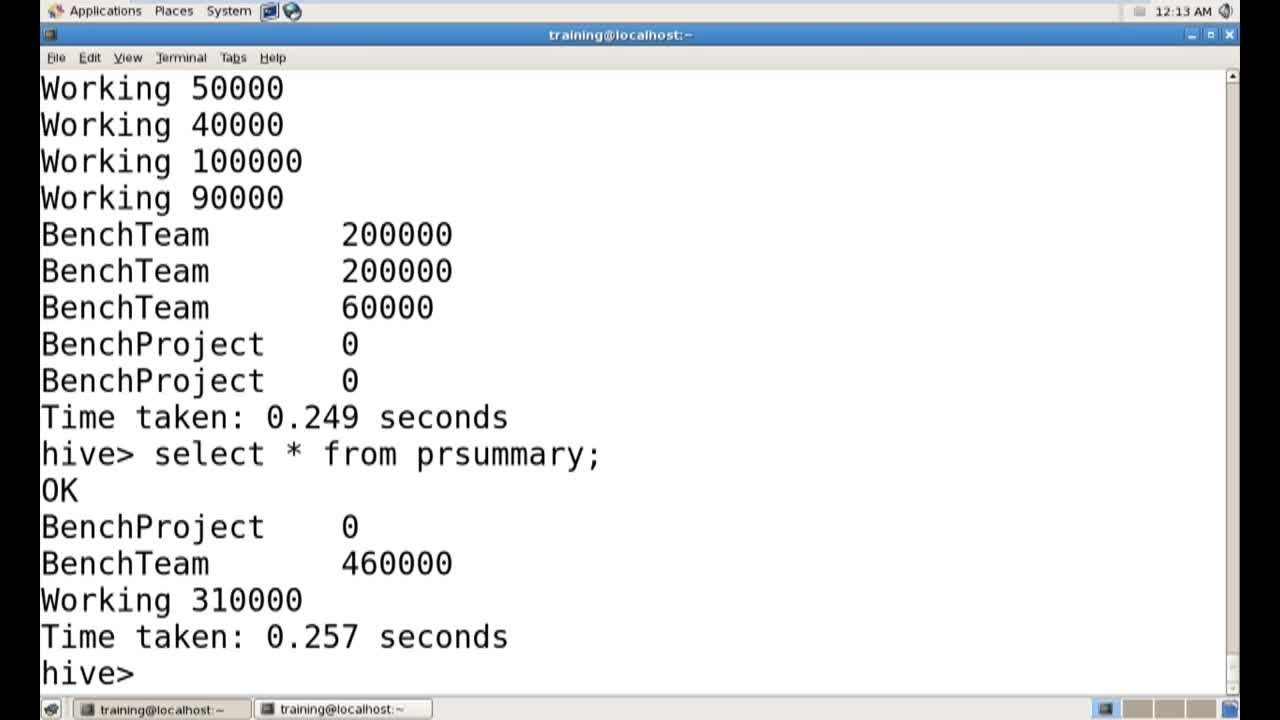 Applications Places System 12:13 AM
training@localhost:~
File Edit View Terminal Tabs Help
Working 50000
Working 40000
Working 100000
Working 90000
BenchTeam 200000
BenchTeam 200000
BenchTeam 60000
BenchProject 0
BenchProject 0
Time taken: 0.249 seconds
hive> select * from prsummary;
OK
BenchProject 0
BenchTeam 460000
Working 310000
Time taken: 0.257 seconds
hive>
training@localhost:~ training@localhost:~